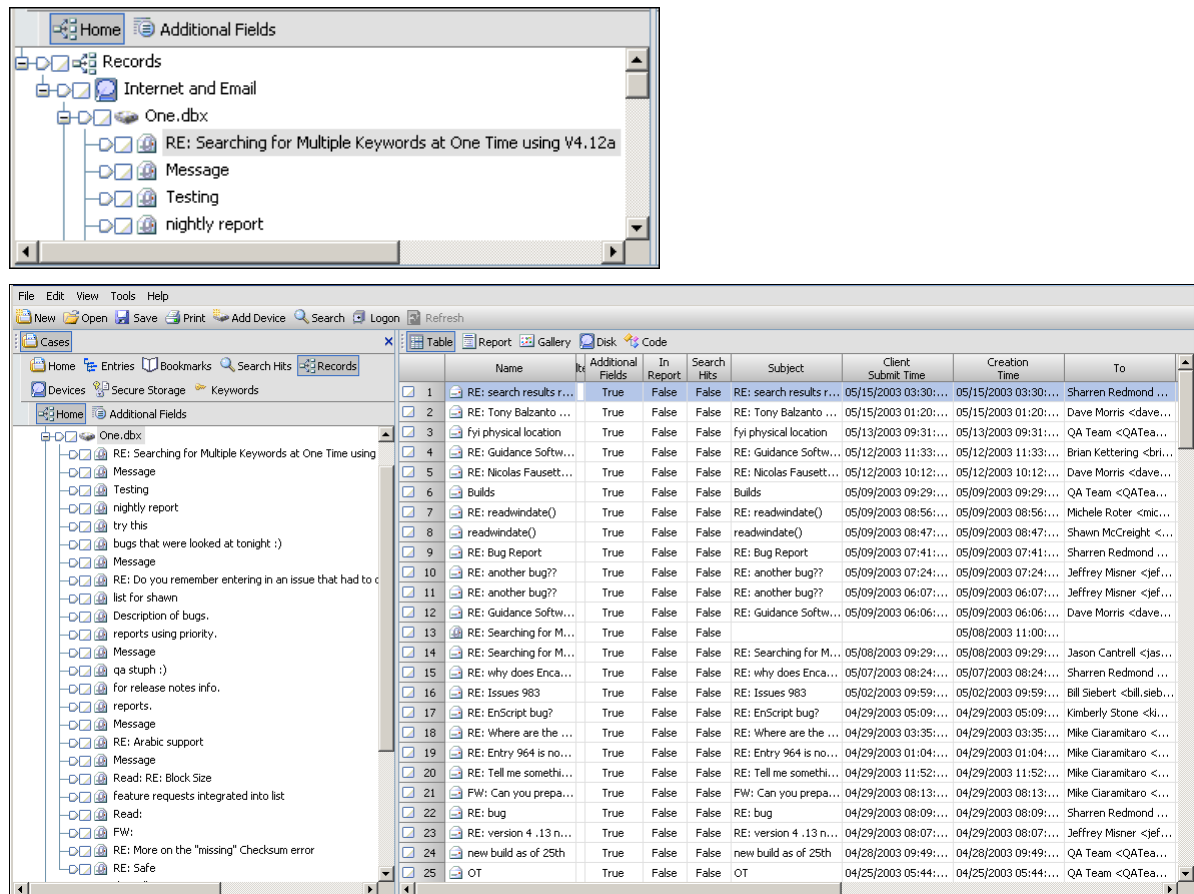 Home Additional Fields
Records
Internet and Email
One.dbx
RE: Searching for Multiple Keywords at One Time using V4.12a
Message
Testing
nightly report
File Edit View Tools Help
New Open Save Print Add Device Search Logon Refresh
Cases
Home Entries Bookmarks Search Hits Records
Devices Secure Storage Keywords
Home Additional Fields
One.dbx
RE: Searching for Multiple Keywords at One Time using
Message
Testing
nightly report
try this
bugs that were looked at tonight :)
Message
RE: Do you remember entering in an issue that had to
list for shawn
Description of bugs.
reports using priority.
Message
qa stuph :)
for release notes info.
reports.
Message
RE: Arabic support
Message
Read: RE: Block Size
feature requests integrated into list
Read:
FW:
RE: More on the "missing" Checksum error
RE: Safe
Table Report Gallery Disk Code
Name Additional Fields In Report Search Hits Subject Client Submit Time Creation Time To
1 RE: search results r... True False False RE: search results r... 05/15/2003 03:30:... 05/15/2003 03:30:... Sharren Redmond ...
2 RE: Tony Balzanto ... True False False RE: Tony Balzanto ... 05/15/2003 01:20:... 05/15/2003 01:20:... Dave Morris <dave...
3 fyi physical location True False False fyi physical location 05/13/2003 09:31:... 05/13/2003 09:31:... QA Team <QATea...
4 RE: Guidance Softw... True False False RE: Guidance Softw... 05/12/2003 11:33:... 05/12/2003 11:33:... Brian Kettering <bri...
5 RE: Nicolas Fausett... True False False RE: Nicolas Fausett... 05/12/2003 10:12:... 05/12/2003 10:12:... Dave Morris <dave...
6 Builds True False False Builds 05/09/2003 09:29:... 05/09/2003 09:29:... QA Team <QATea...
7 RE: readwindate() True False False RE: readwindate() 05/09/2003 08:56:... 05/09/2003 08:56:... Michele Roter <mic...
8 readwindate() True False False readwindate() 05/09/2003 08:47:... 05/09/2003 08:47:... Shawn McCreight <...
9 RE: Bug Report True False False RE: Bug Report 05/09/2003 07:41:... 05/09/2003 07:41:... Sharren Redmond ...
10 RE: another bug?? True False False RE: another bug?? 05/09/2003 07:24:... 05/09/2003 07:24:... Jeffrey Misner <jef...
11 RE: another bug?? True False False RE: another bug?? 05/09/2003 06:07:... 05/09/2003 06:07:... Jeffrey Misner <jef...
12 RE: Guidance Softw... True False False RE: Guidance Softw... 05/09/2003 06:06:... 05/09/2003 06:06:... Dave Morris <dave...
13 RE: Searching for M... True False False 05/08/2003 11:00:...
14 RE: Searching for M... True False False RE: Searching for M... 05/08/2003 09:29:... 05/08/2003 09:29:... Jason Cantrell <jas...
15 RE: why does Enca... True False False RE: why does Enca... 05/07/2003 08:24:... 05/07/2003 08:24:... Sharren Redmond ...
16 RE: Issues 983 True False False RE: Issues 983 05/02/2003 09:59:... 05/02/2003 09:59:... Bill Siebert <bill.sieb...
17 RE: EnScript bug? True False False RE: EnScript bug? 04/29/2003 05:09:... 04/29/2003 05:09:... Kimberly Stone <ki...
18 RE: Where are the ... True False False RE: Where are the ... 04/29/2003 03:35:... 04/29/2003 03:35:... Mike Ciaramitaro <...
19 RE: Entry 964 is no... True False False RE: Entry 964 is no... 04/29/2003 01:04:... 04/29/2003 01:04:... Mike Ciaramitaro <...
20 RE: Tell me somethi... True False False RE: Tell me somethi... 04/29/2003 11:52:... 04/29/2003 11:52:... Mike Ciaramitaro <...
21 FW: Can you prepa... True False False FW: Can you prepa... 04/29/2003 08:13:... 04/29/2003 08:13:... Mike Ciaramitaro <...
22 RE: bug True False False RE: bug 04/29/2003 08:09:... 04/29/2003 08:09:... Sharren Redmond ...
23 RE: version 4 .13 n... True False False RE: version 4 .13 n... 04/29/2003 08:07:... 04/29/2003 08:07:... Jeffrey Misner <jef...
24 new build as of 25th True False False new build as of 25th 04/28/2003 09:49:... 04/28/2003 09:49:... QA Team <QATea...
25 OT True False False OT 04/25/2003 05:44:... 04/25/2003 05:44:... QA Team <QATea...